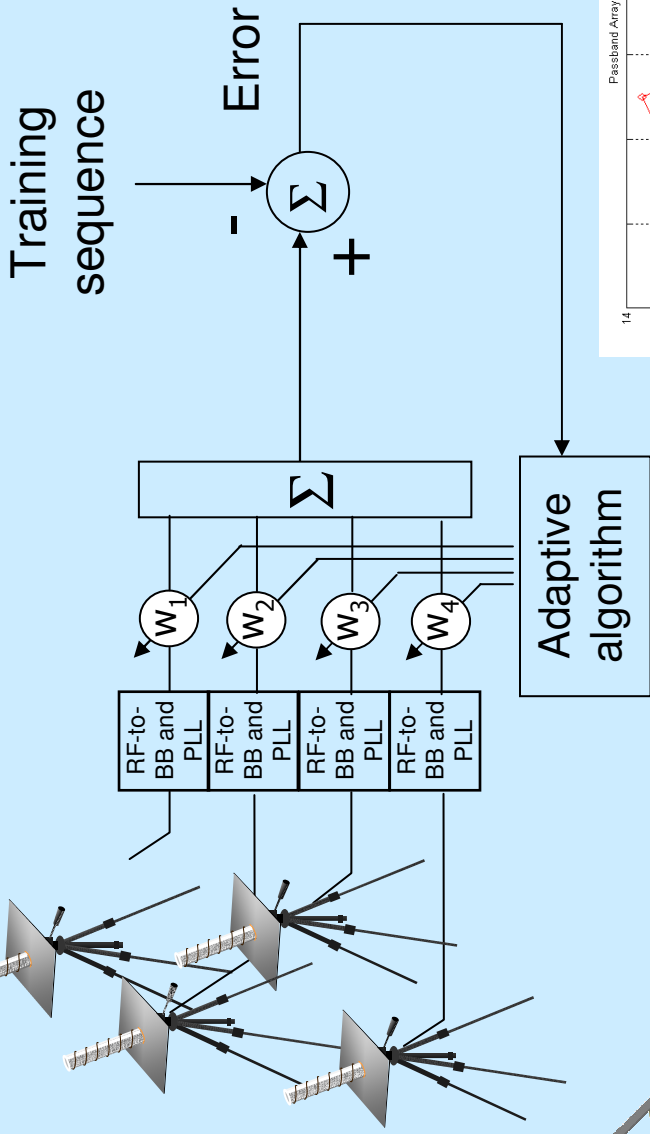 Training
sequence
-
Σ
Error
+
Σ
RF-to-
BB and
PLL
W1
RF-to-
BB and
PLL
W2
RF-to-
BB and
PLL
W3
RF-to-
BB and
PLL
W4
Adaptive
algorithm
Passband Array
14